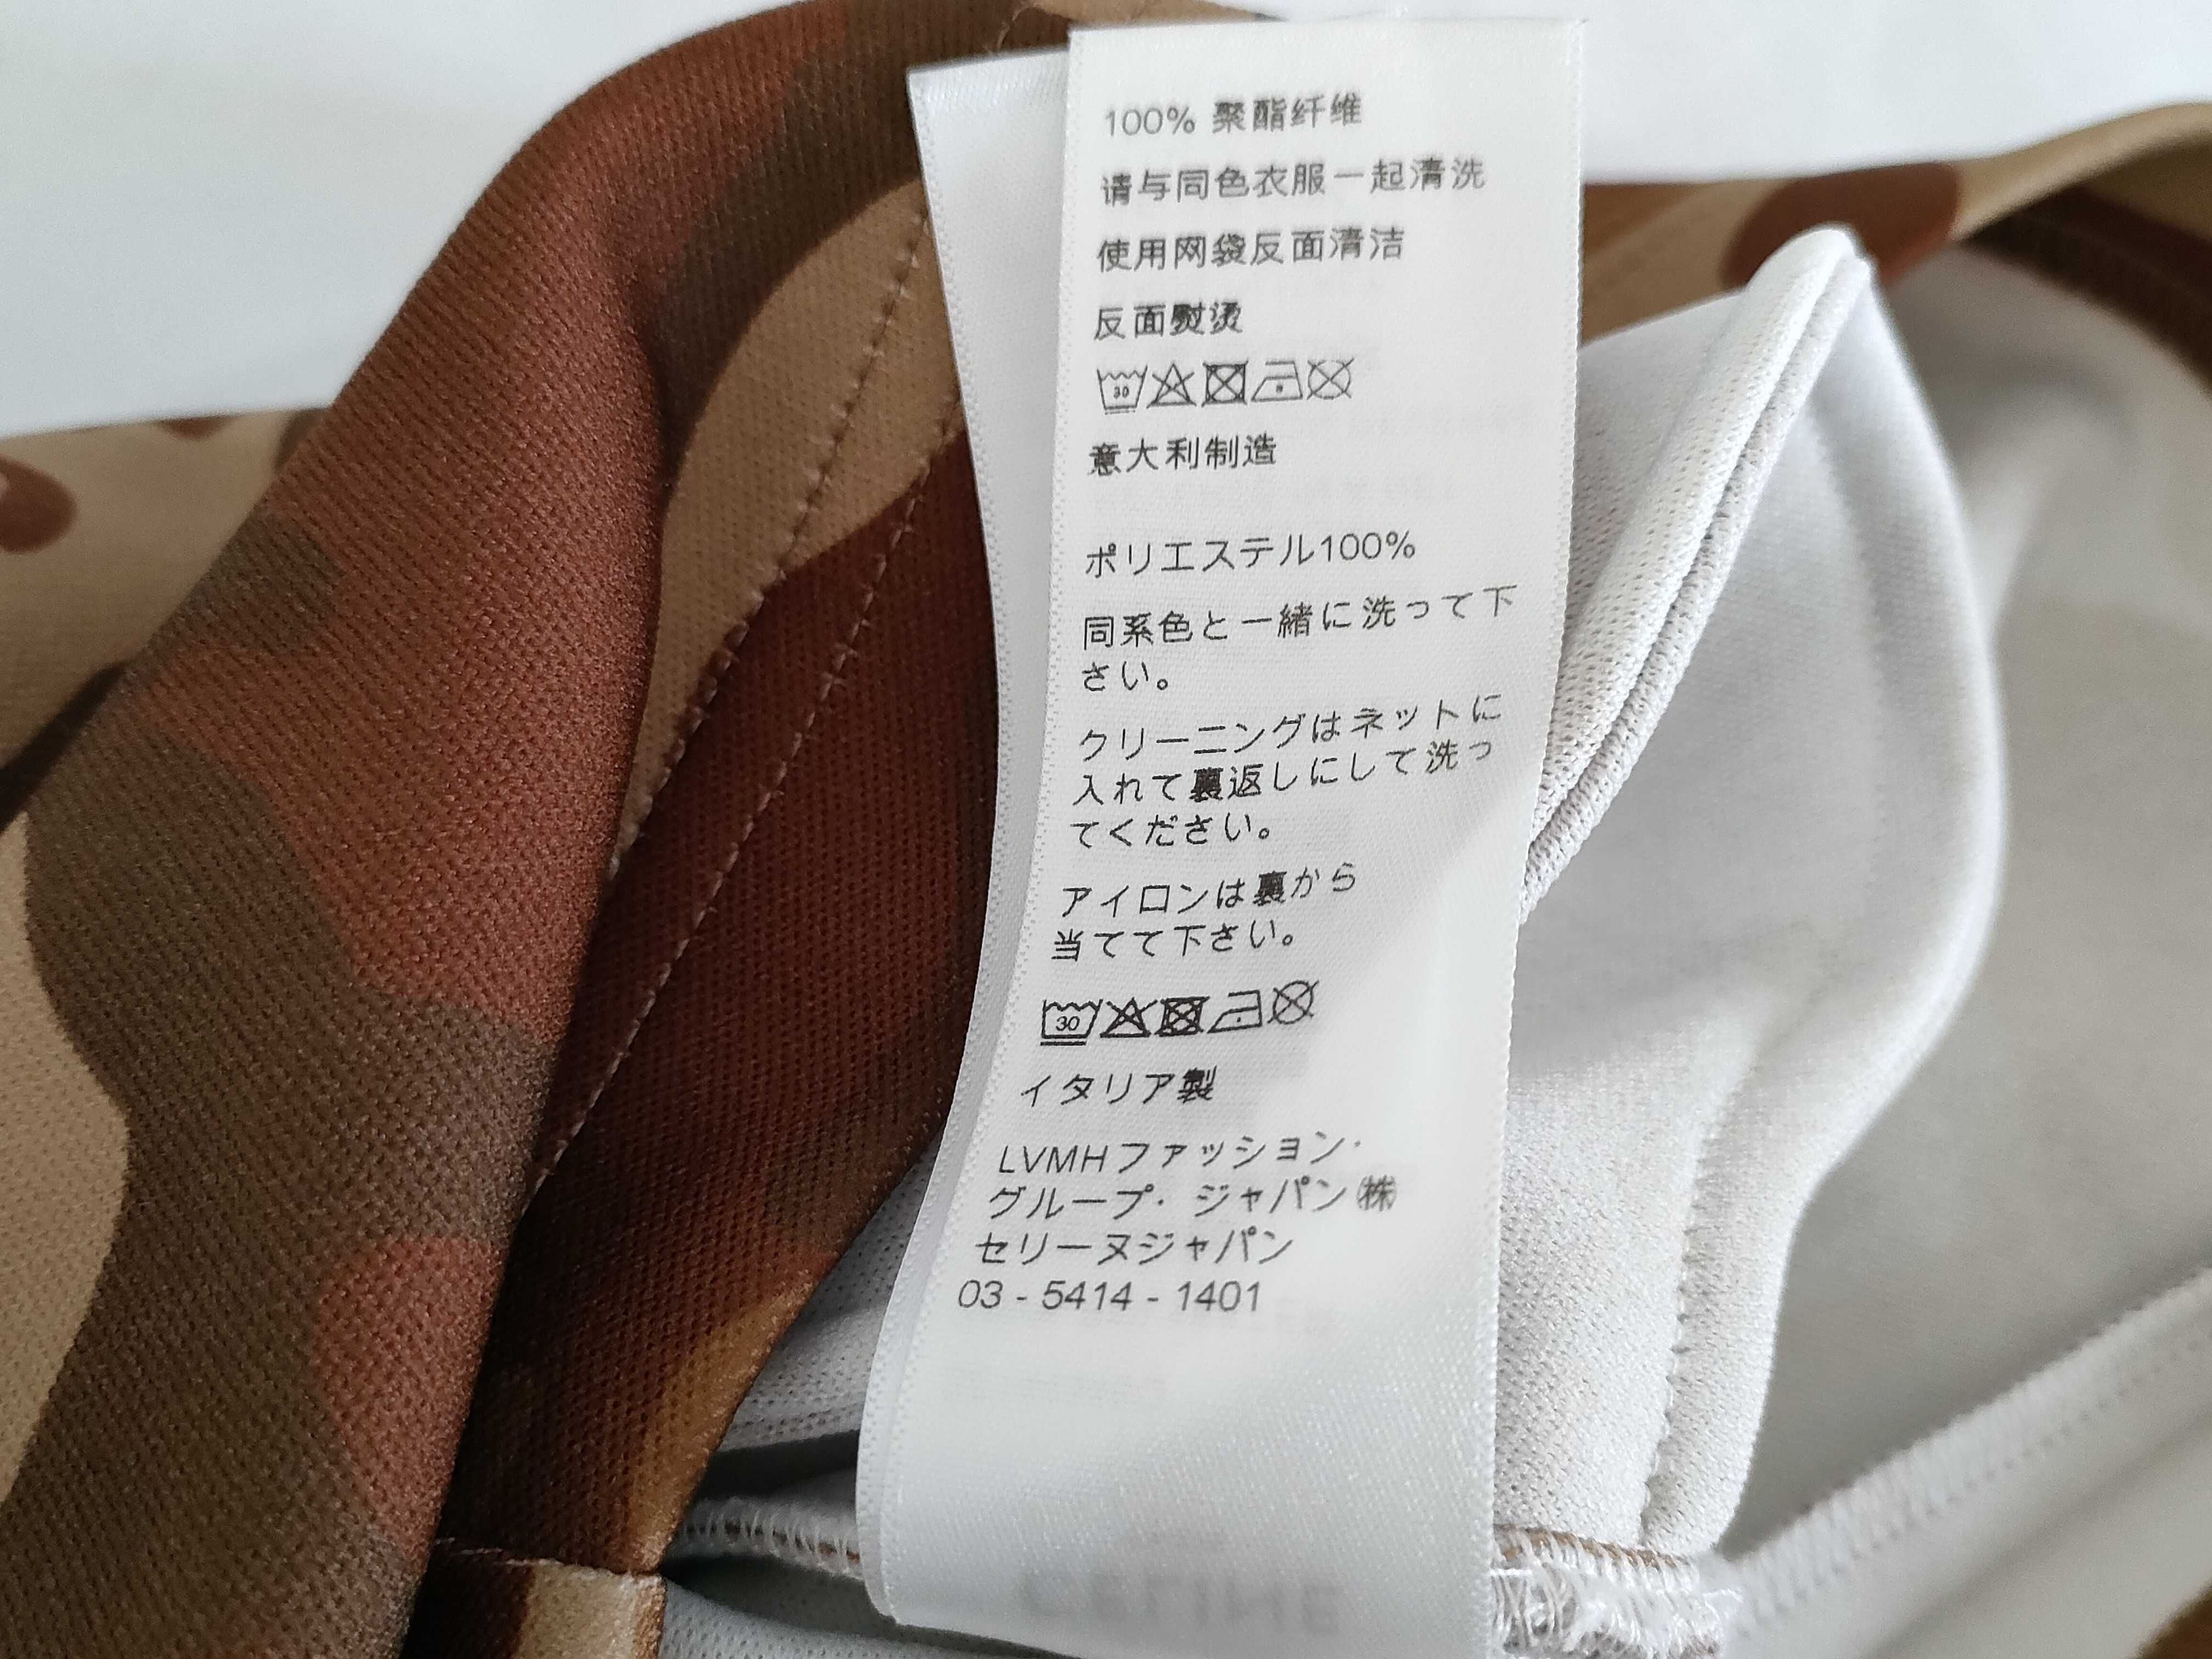 100% 聚酯纤维
请与同色衣服一起清洗
使用网袋反面清洁
反面熨烫
30
意大利制造
ポリエステル100%
同系色と一緒に洗って下
さい。
クリーニングはネットに
入れて裏返しにして洗っ
てください。
アイロンは裏から
当てて下さい。
30
イタリア製
LVMHファッション·
グループ· ジャパン㈱
セリーヌジャパン
03 - 5414 - 1401